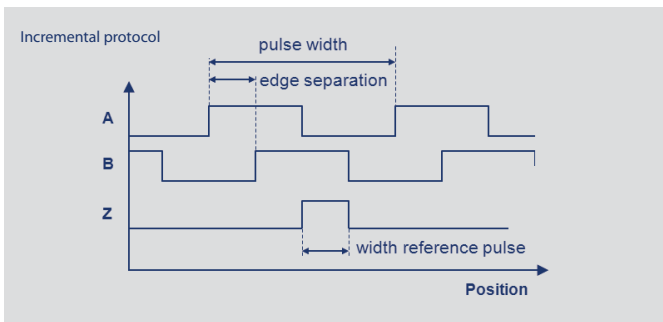 Incremental protocol
pulse width
edge separation
A
B
Z
width reference pulse
Position